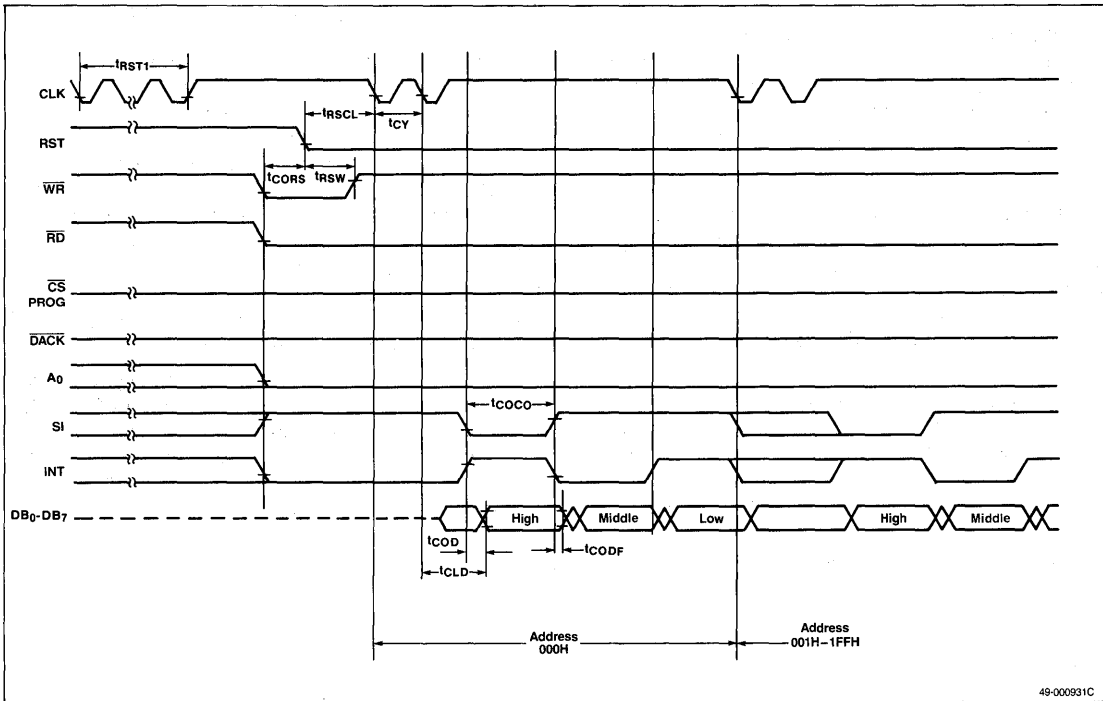 tRST1
CLK
tRSCL
tCY
RST
tCORS
tRSW
WR
RD
CS
PROG
DACK
A0
tCOCO
SI
INT
DB0-DB7
High
Middle
Low
High
Middle
tCOD
tCODF
tCLD
Address
000H
Address
001H–1FFH
49-000931C